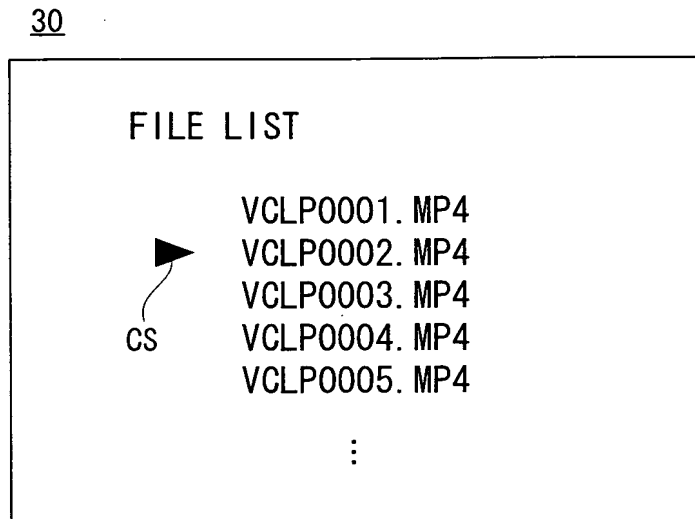 30
FILE LIST
VCLP0001. MP4
VCLP0002. MP4
VCLP0003. MP4
CS
VCLP0004. MP4
VCLP0005. MP4
⋮